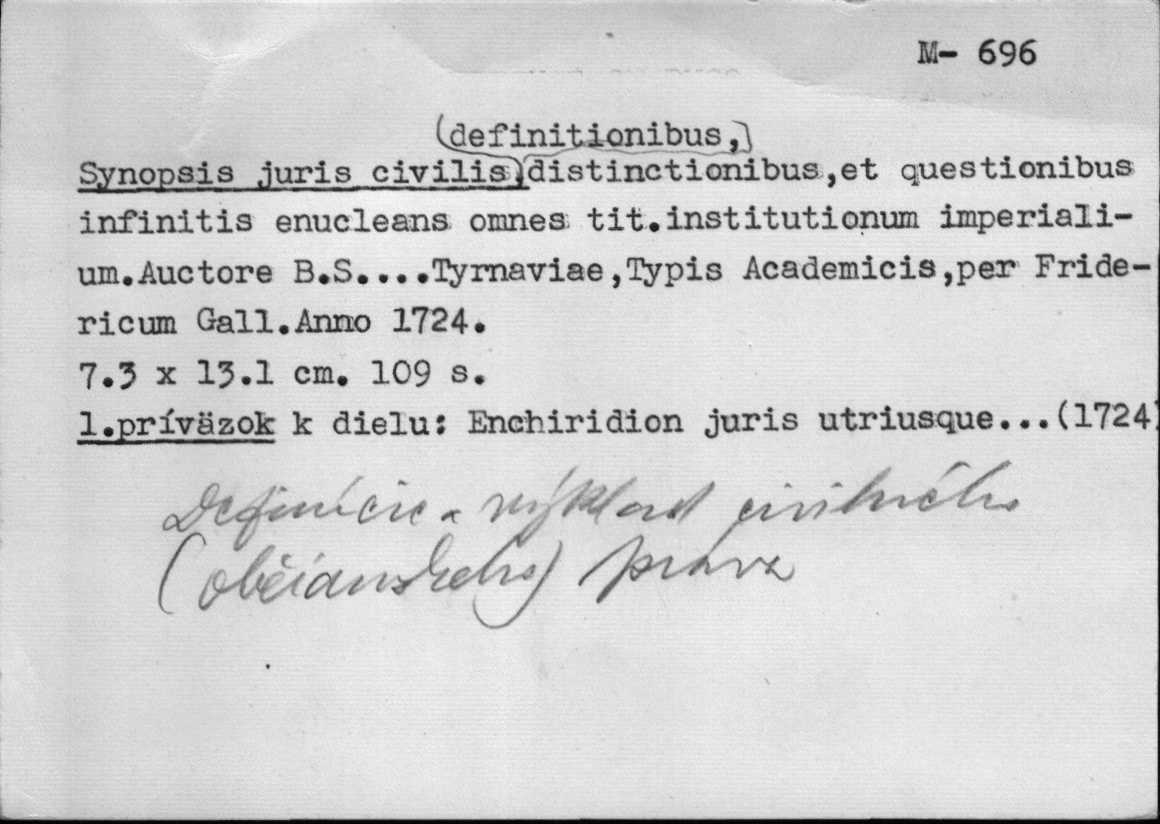 M- 696
(definitionibus,)
Synopsis juris civilis,distinctionibus,et questionibus
infinitis enucleans omnes tit.institutionum imperiali-
um.Auctore B.S....Tyrnaviae,Typis Academicis,per Fride-
ricum Gall.Anno 1724.
7.3 x 13.1 cm. 109 s.
1.príväzok k dielu: Enchiridion juris utriusque...(1724)
Definície a výklad civilného
(občianskeho) práva